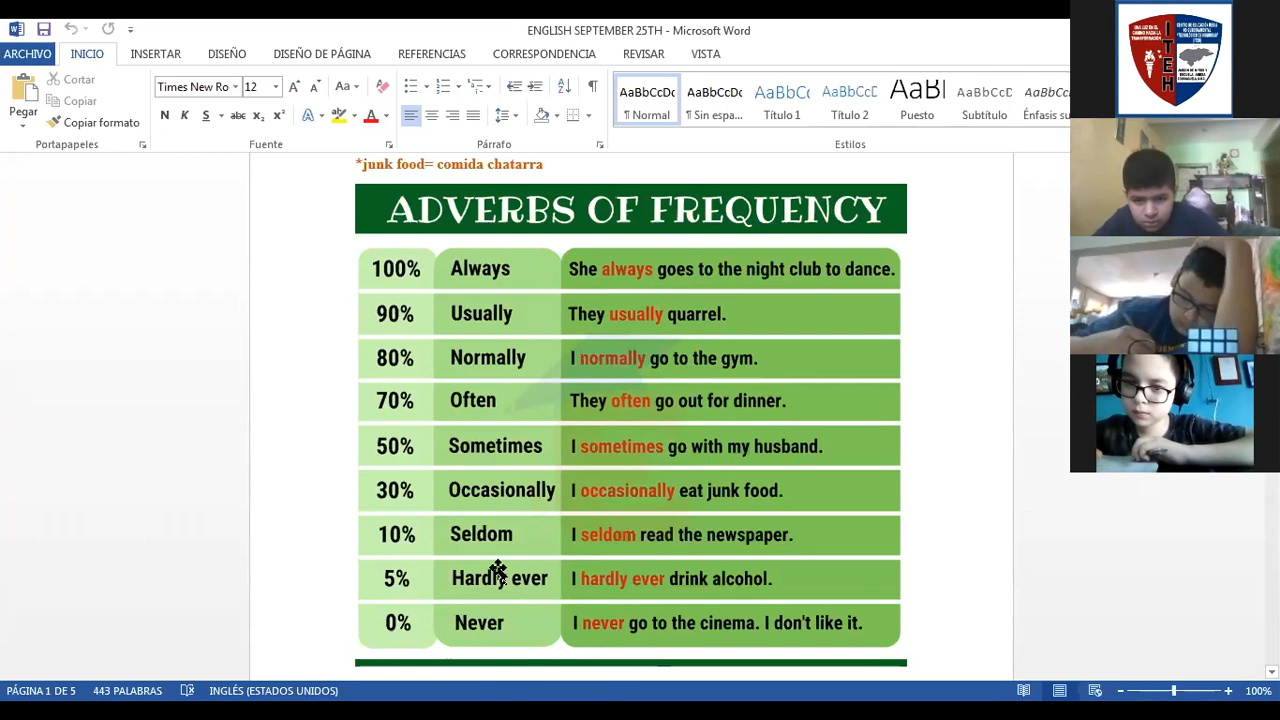 ENGLISH SEPTEMBER 25TH - Microsoft Word
ARCHIVO INICIO INSERTAR DISEÑO DISEÑO DE PÁGINA REFERENCIAS CORRESPONDENCIA REVISAR VISTA
Cortar
Copiar
Pegar
Copiar formato
Times New Ro 12
N K S abc x₂ x²
AaBbCcDc AaBbCcDc AaBbCc AaBbCcD AaBl AaBbCcD AaBbCcDc
¶ Normal ¶ Sin espa... Título 1 Título 2 Puesto Subtítulo Énfasis su
Portapapeles Fuente Párrafo Estilos
*junk food= comida chatarra
ADVERBS OF FREQUENCY
100% Always She always goes to the night club to dance.
90% Usually They usually quarrel.
80% Normally I normally go to the gym.
70% Often They often go out for dinner.
50% Sometimes I sometimes go with my husband.
30% Occasionally I occasionally eat junk food.
10% Seldom I seldom read the newspaper.
5% Hardly ever I hardly ever drink alcohol.
0% Never I never go to the cinema. I don't like it.
PÁGINA 1 DE 5 443 PALABRAS INGLÉS (ESTADOS UNIDOS) 100%
ITEH